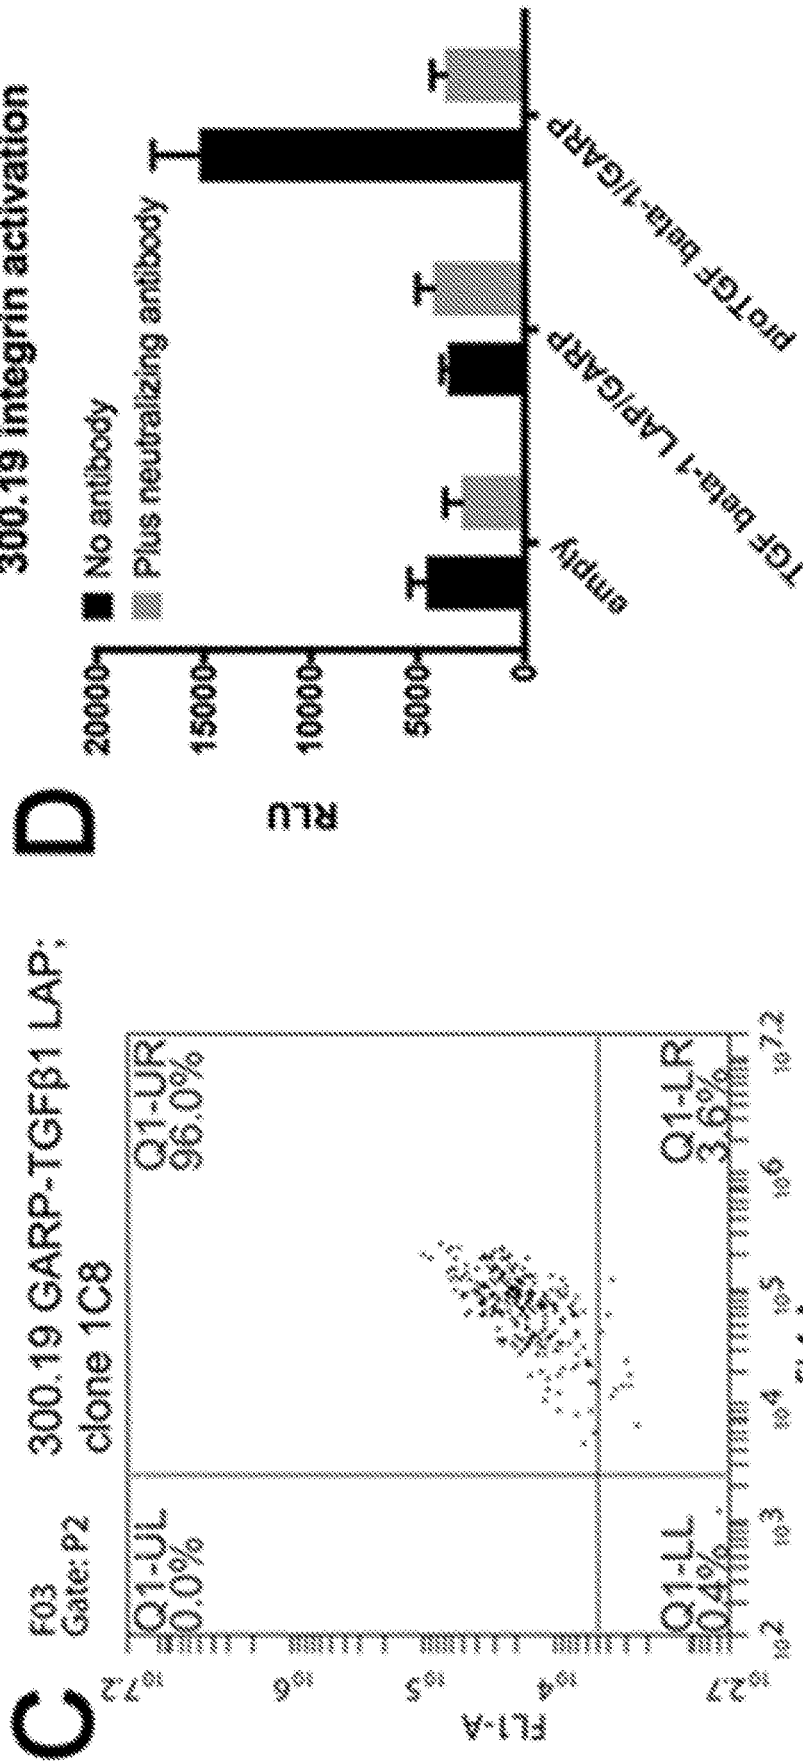 C
F03
Gate: P2
300.19 GARP-TGFβ1 LAP;
clone 1C8
Q1-UL
0.0%
Q1-UR
96.0%
Q1-LL
0.4%
Q1-LR
3.6%
FL1-A
10 7.2
10 6
10 5
10 4
10 2.7
10 2
10 3
10 4
10 5
10 6
10 7.2
D
300.19 integrin activation
No antibody
Plus neutralizing antibody
RLU
20000
15000
10000
5000
0
empty
TGF beta-1 LAP/GARP
proTGF beta-1/GARP